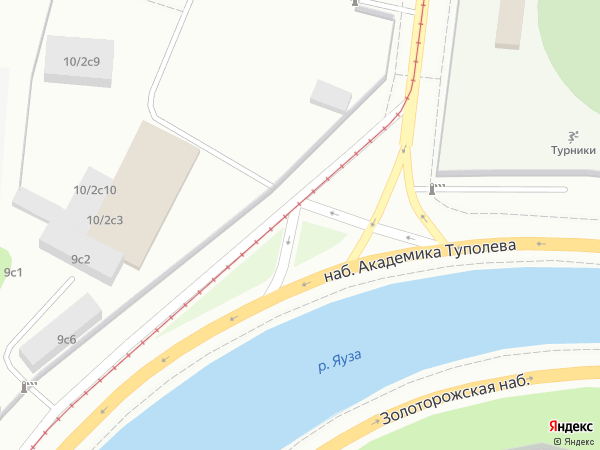 10/2с9
Турники
10/2с10
10/2с3
9с2
9с1
наб. Академика Туполева
9с6
р. Яуза
Золоторожская наб.
Яндекс
© Яндекс